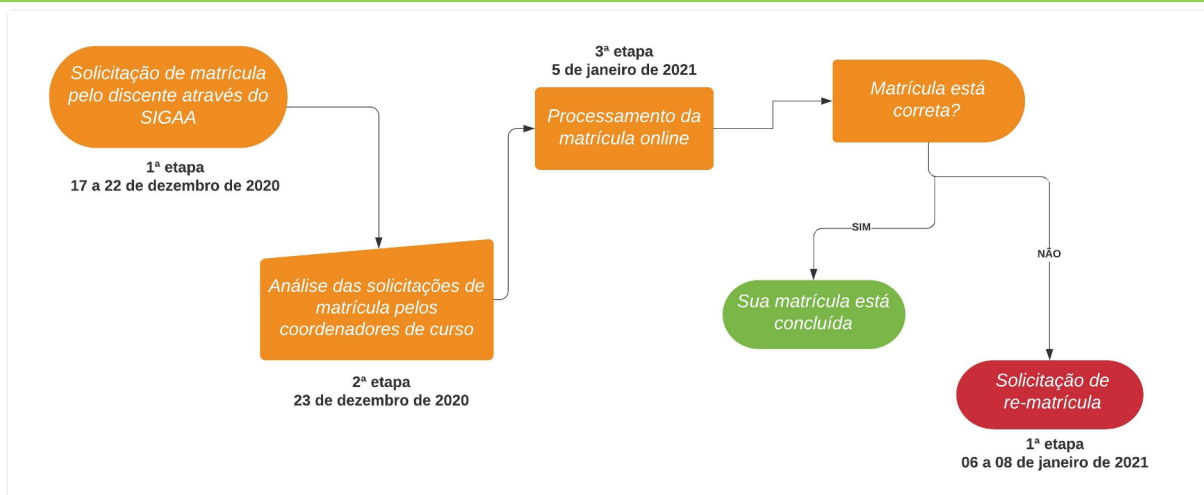 Solicitação de matrícula
pelo discente através do
SIGAA
1ª etapa
17 a 22 de dezembro de 2020
Análise das solicitações de
matrícula pelos
coordenadores de curso
2ª etapa
23 de dezembro de 2020
3ª etapa
5 de janeiro de 2021
Processamento da
matrícula online
Matrícula está
correta?
SIM
Sua matrícula está
concluída
NÃO
Solicitação de
re-matrícula
1ª etapa
06 a 08 de janeiro de 2021